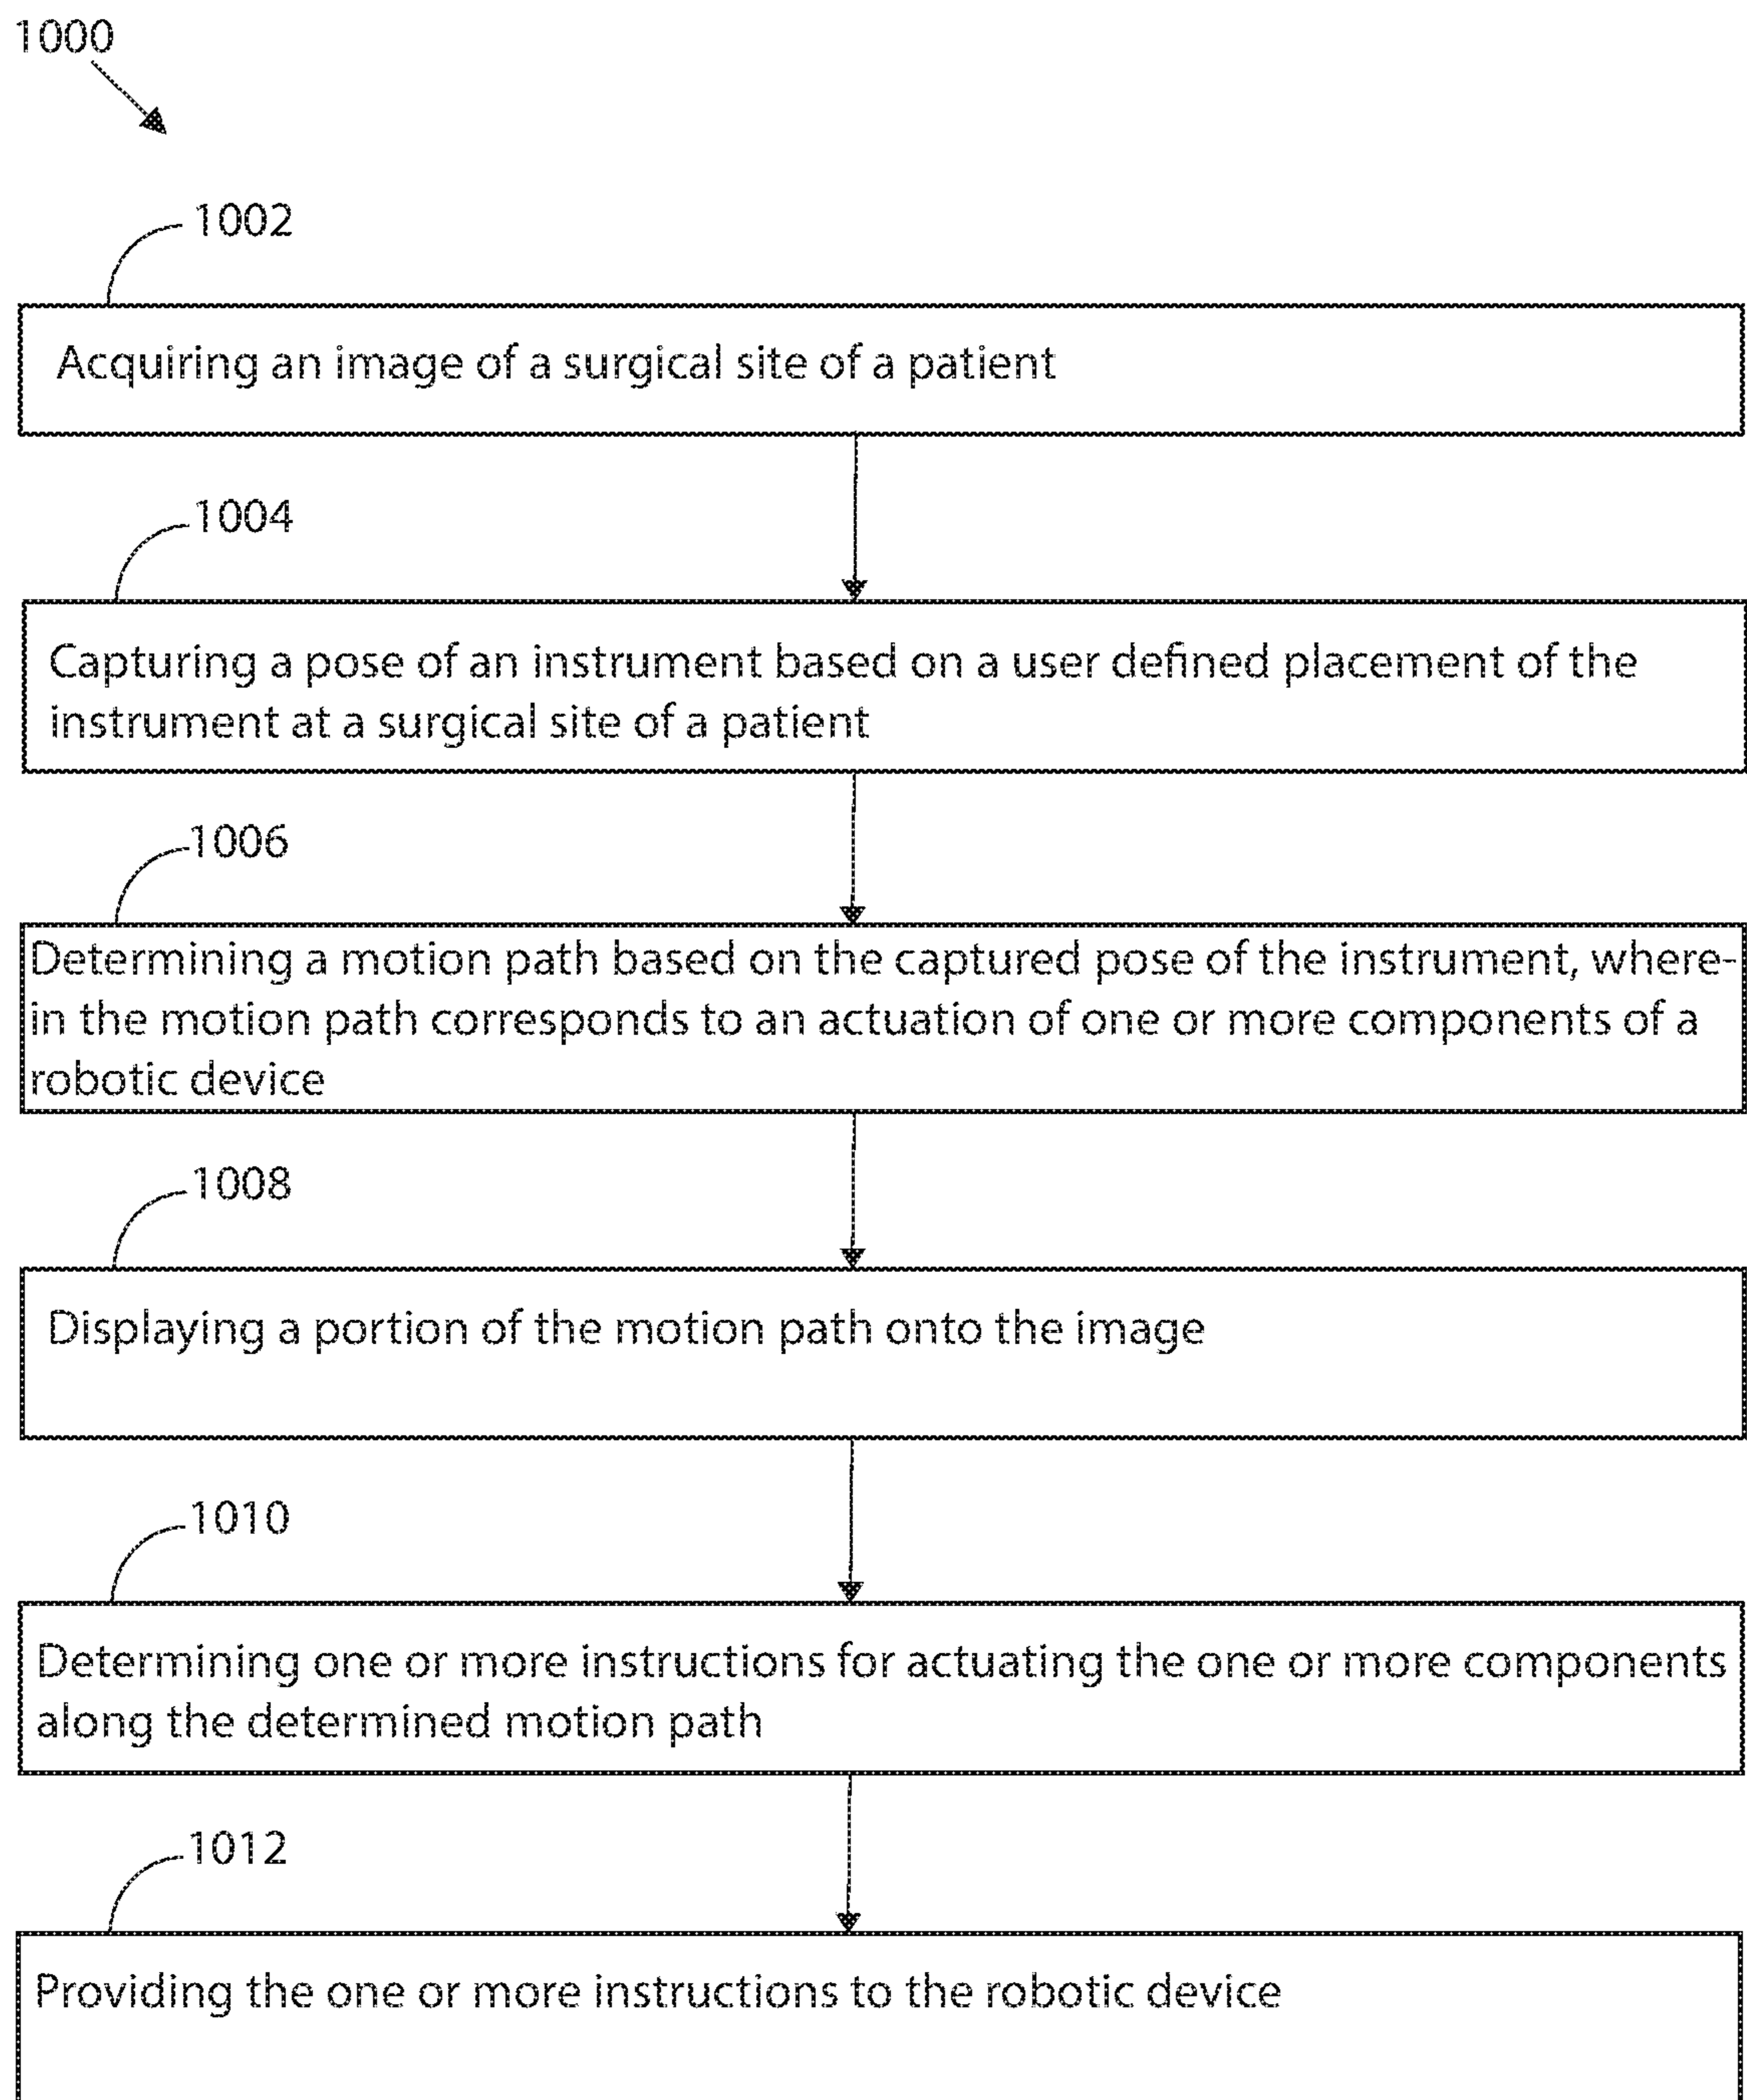 1000
1002
Acquiring an image of a surgical site of a patient
1004
Capturing a pose of an instrument based on a user defined placement of the
instrument at a surgical site of a patient
1006
Determining a motion path based on the captured pose of the instrument, where-
in the motion path corresponds to an actuation of one or more components of a
robotic device
1008
Displaying a portion of the motion path onto the image
1010
Determining one or more instructions for actuating the one or more components
along the determined motion path
1012
Providing the one or more instructions to the robotic device